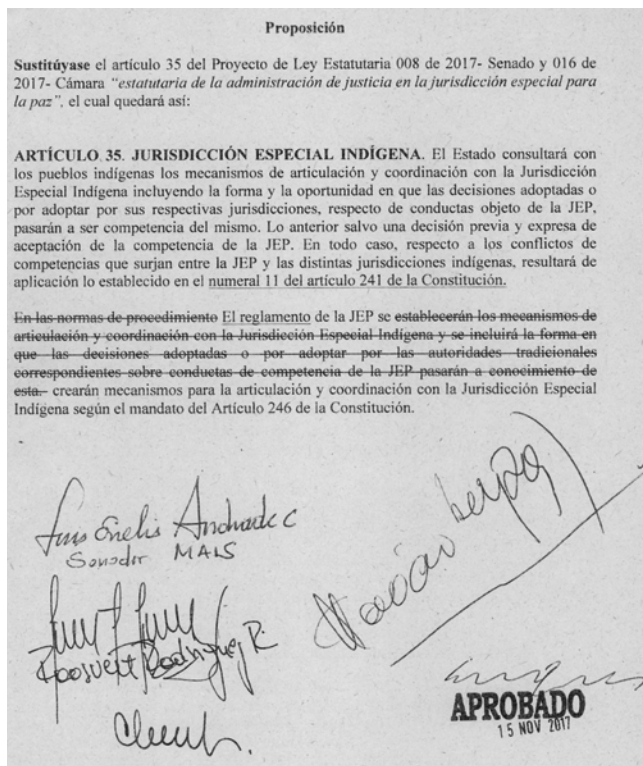 Proposición
Sustitúyase el artículo 35 del Proyecto de Ley Estatutaria 008 de 2017- Senado y 016 de
2017- Cámara “estatutaria de la administración de justicia en la jurisdicción especial para
la paz”, el cual quedará así:
ARTÍCULO 35. JURISDICCIÓN ESPECIAL INDÍGENA. El Estado consultará con
los pueblos indígenas los mecanismos de articulación y coordinación con la Jurisdicción
Especial Indígena incluyendo la forma y la oportunidad en que las decisiones adoptadas o
por adoptar por sus respectivas jurisdicciones, respecto de conductas objeto de la JEP,
pasarán a ser competencia del mismo. Lo anterior salvo una decisión previa y expresa de
aceptación de la competencia de la JEP. En todo caso, respecto a los conflictos de
competencias que surjan entre la JEP y las distintas jurisdicciones indígenas, resultará de
aplicación lo establecido en el numeral 11 del artículo 241 de la Constitución.
En las normas de procedimiento El reglamento de la JEP se establecerán los mecanismos de
articulación y coordinación con la Jurisdicción Especial Indígena y se incluirá la forma en
que las decisiones adoptadas o por adoptar por las autoridades tradicionales
correspondientes sobre conductas de competencia de la JEP pasarán a conocimiento de
esta.- crearán mecanismos para la articulación y coordinación con la Jurisdicción Especial
Indígena según el mandato del Artículo 246 de la Constitución.
Andrade C
Senador MAIS
Roosvelt Rodríguez R.
APROBADO
15 NOV 2017